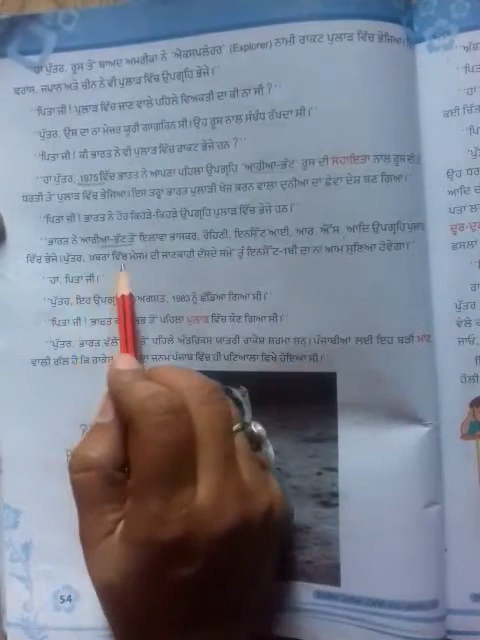 "ਹਾਂ ਪੁੱਤਰ, ਰੂਸ ਤੋਂ ਬਾਅਦ ਅਮਰੀਕਾ ਨੇ 'ਐਕਸਪਲੋਰਰ' (Explorer) ਨਾਮੀ ਰਾਕਟ ਪੁਲਾੜ ਵਿੱਚ ਭੇਜਿਆ।
ਫਰਾਂਸ, ਜਪਾਨ ਅਤੇ ਚੀਨ ਨੇ ਵੀ ਪੁਲਾੜ ਵਿੱਚ ਉਪਗ੍ਰਹਿ ਭੇਜੇ।"
"ਪਿਤਾ ਜੀ! ਪੁਲਾੜ ਵਿੱਚ ਜਾਣ ਵਾਲੇ ਪਹਿਲੇ ਵਿਅਕਤੀ ਦਾ ਕੀ ਨਾਂ ਸੀ?"
"ਪੁੱਤਰ, ਉਸ ਦਾ ਨਾਂ ਮੇਜਰ ਯੂਰੀ ਗਾਗਰਿਨ ਸੀ। ਉਹ ਰੂਸ ਨਾਲ ਸੰਬੰਧ ਰੱਖਦਾ ਸੀ।"
"ਪਿਤਾ ਜੀ! ਕੀ ਭਾਰਤ ਨੇ ਵੀ ਪੁਲਾੜ ਵਿੱਚ ਰਾਕਟ ਭੇਜੇ ਹਨ?"
"ਹਾਂ ਪੁੱਤਰ, 1975 ਵਿੱਚ ਭਾਰਤ ਨੇ ਆਪਣਾ ਪਹਿਲਾ ਉਪਗ੍ਰਹਿ 'ਆਰੀਆ-ਭੱਟ' ਰੂਸ ਦੀ ਸਹਾਇਤਾ ਨਾਲ ਰੂਸ ਦੀ
ਧਰਤੀ ਤੋਂ ਪੁਲਾੜ ਵਿੱਚ ਭੇਜਿਆ। ਇਸ ਤਰ੍ਹਾਂ ਭਾਰਤ ਪੁਲਾੜੀ ਖੋਜ ਕਰਨ ਵਾਲਾ ਦੁਨੀਆ ਦਾ ਛੇਵਾਂ ਦੇਸ਼ ਬਣ ਗਿਆ।"
"ਪਿਤਾ ਜੀ! ਭਾਰਤ ਨੇ ਹੋਰ ਕਿਹੜੇ-ਕਿਹੜੇ ਉਪਗ੍ਰਹਿ ਪੁਲਾੜ ਵਿੱਚ ਭੇਜੇ ਹਨ।"
"ਭਾਰਤ ਨੇ ਆਰੀਆ-ਭੱਟ ਤੋਂ ਇਲਾਵਾ ਭਾਸਕਰ, ਰੋਹਿਣੀ, ਇਨਸੈੱਟ ਆਈ. ਆਰ. ਐੱਸ. ਆਦਿ ਉਪਗ੍ਰਹਿ ਪੁਲਾੜ
ਵਿੱਚ ਭੇਜੇ। ਪੁੱਤਰ, ਖ਼ਬਰਾਂ ਵਿੱਚ ਮੌਸਮ ਦੀ ਜਾਣਕਾਰੀ ਦੱਸਦੇ ਸਮੇਂ ਤੂੰ ਇਨਸੈੱਟ-1ਬੀ ਦਾ ਨਾਂ ਆਮ ਸੁਣਿਆ ਹੋਵੇਗਾ।"
"ਹਾਂ, ਪਿਤਾ ਜੀ।"
"ਪੁੱਤਰ, ਇਹ ਉਪਗ੍ਰ ਅਗਸਤ, 1983 ਨੂੰ ਛੱਡਿਆ ਗਿਆ ਸੀ।"
"ਪਿਤਾ ਜੀ! ਭਾਰਤ ਤੋਂ ਪਹਿਲਾਂ ਪੁਲਾੜ ਵਿੱਚ ਕੌਣ ਗਿਆ ਸੀ।"
"ਪੁੱਤਰ, ਭਾਰਤ ਵੱਲੋਂ ਤੋਂ ਪਹਿਲੇ ਅੰਤਰਿਕਸ਼ ਯਾਤਰੀ ਰਾਕੇਸ਼ ਸ਼ਰਮਾ ਸਨ। ਪੰਜਾਬੀਆਂ ਲਈ ਇਹ ਬੜੀ ਮਾਣ
ਵਾਲੀ ਗੱਲ ਹੈ ਕਿ ਰਾਕੇਸ਼ ਦਾ ਜਨਮ ਪੰਜਾਬ ਵਿੱਚ ਹੀ ਪਟਿਆਲਾ ਵਿਖੇ ਹੋਇਆ ਸੀ।"
54